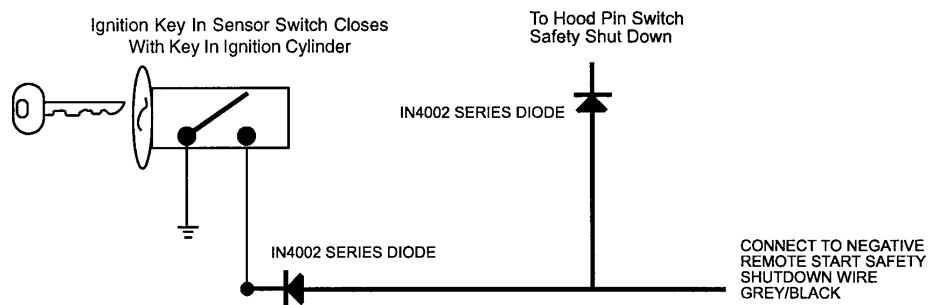 Ignition Key In Sensor Switch Closes
With Key In Ignition Cylinder
To Hood Pin Switch
Safety Shut Down
IN4002 SERIES DIODE
IN4002 SERIES DIODE
CONNECT TO NEGATIVE
REMOTE START SAFETY
SHUTDOWN WIRE
GREY/BLACK